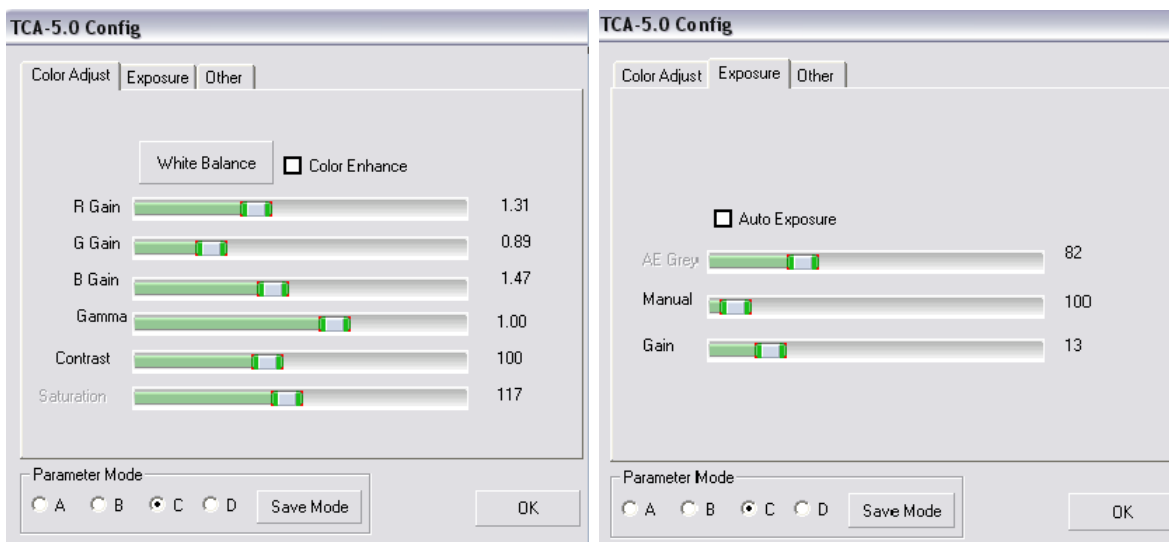 TCA-5.0 Config
Color Adjust Exposure Other
White Balance Color Enhance
R Gain 1.31
G Gain 0.89
B Gain 1.47
Gamma 1.00
Contrast 100
Saturation 117
Parameter Mode
A B C D Save Mode OK
TCA-5.0 Config
Color Adjust Exposure Other
Auto Exposure
AE Grey 82
Manual 100
Gain 13
Parameter Mode
A B C D Save Mode OK